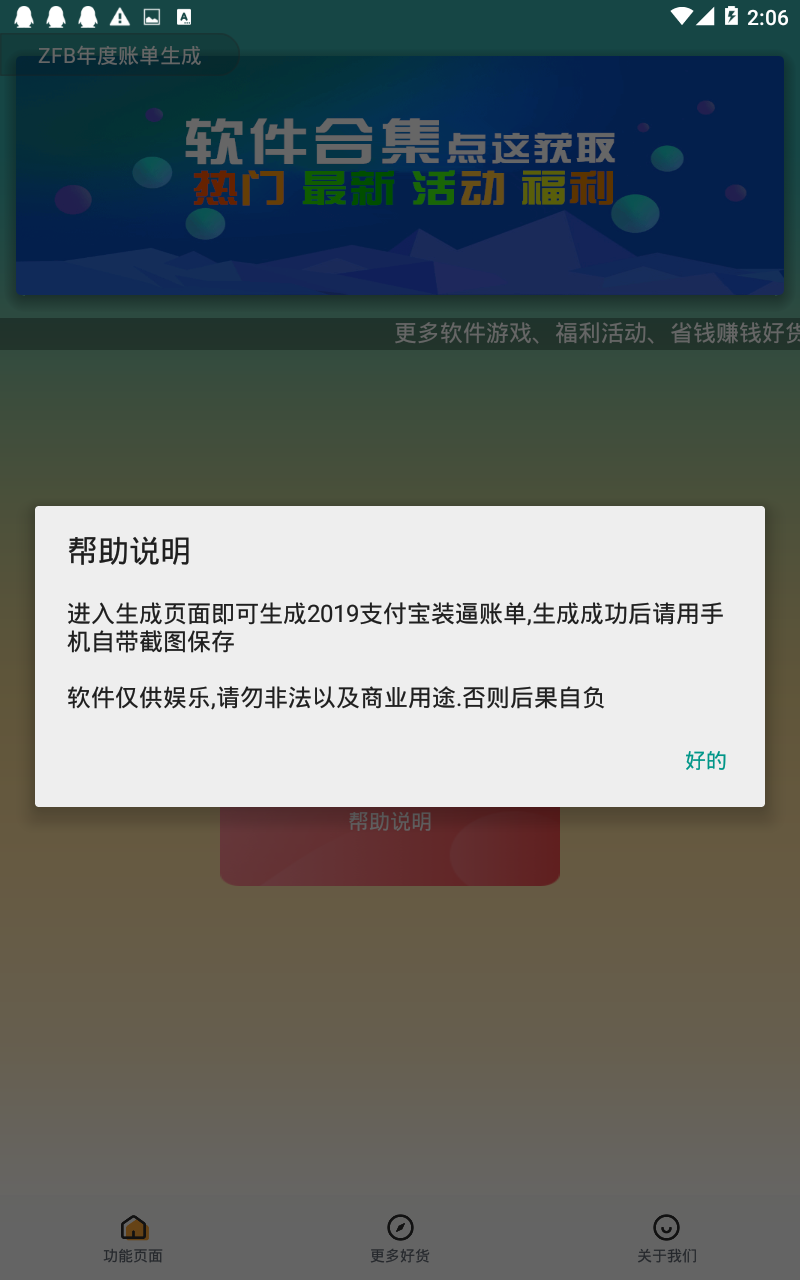 2:06
ZFB年度账单生成
软件合集点这获取
热门 最新 活动 福利
更多软件游戏、福利活动、省钱赚钱好货
帮助说明
进入生成页面即可生成2019支付宝装逼账单,生成成功后请用手
机自带截图保存
软件仅供娱乐,请勿非法以及商业用途.否则后果自负
好的
帮助说明
功能页面
更多好货
关于我们